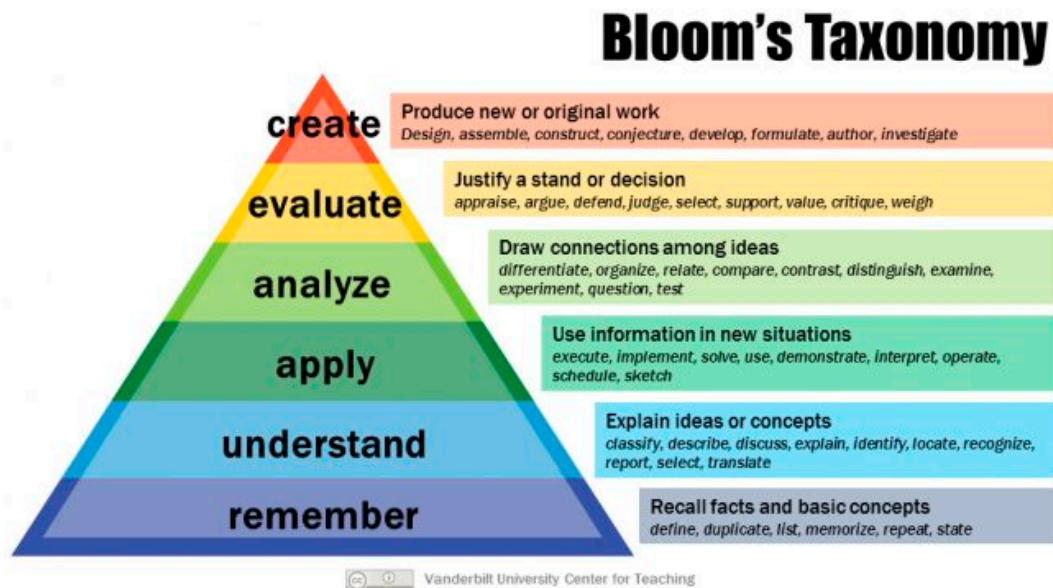 Bloom's Taxonomy
create
Produce new or original work
Design, assemble, construct, conjecture, develop, formulate, author, investigate
evaluate
Justify a stand or decision
appraise, argue, defend, judge, select, support, value, critique, weigh
analyze
Draw connections among ideas
differentiate, organize, relate, compare, contrast, distinguish, examine,
experiment, question, test
apply
Use information in new situations
execute, implement, solve, use, demonstrate, interpret, operate,
schedule, sketch
understand
Explain ideas or concepts
classify, describe, discuss, explain, identify, locate, recognize,
report, select, translate
remember
Recall facts and basic concepts
define, duplicate, list, memorize, repeat, state
cc
Vanderbilt University Center for Teaching